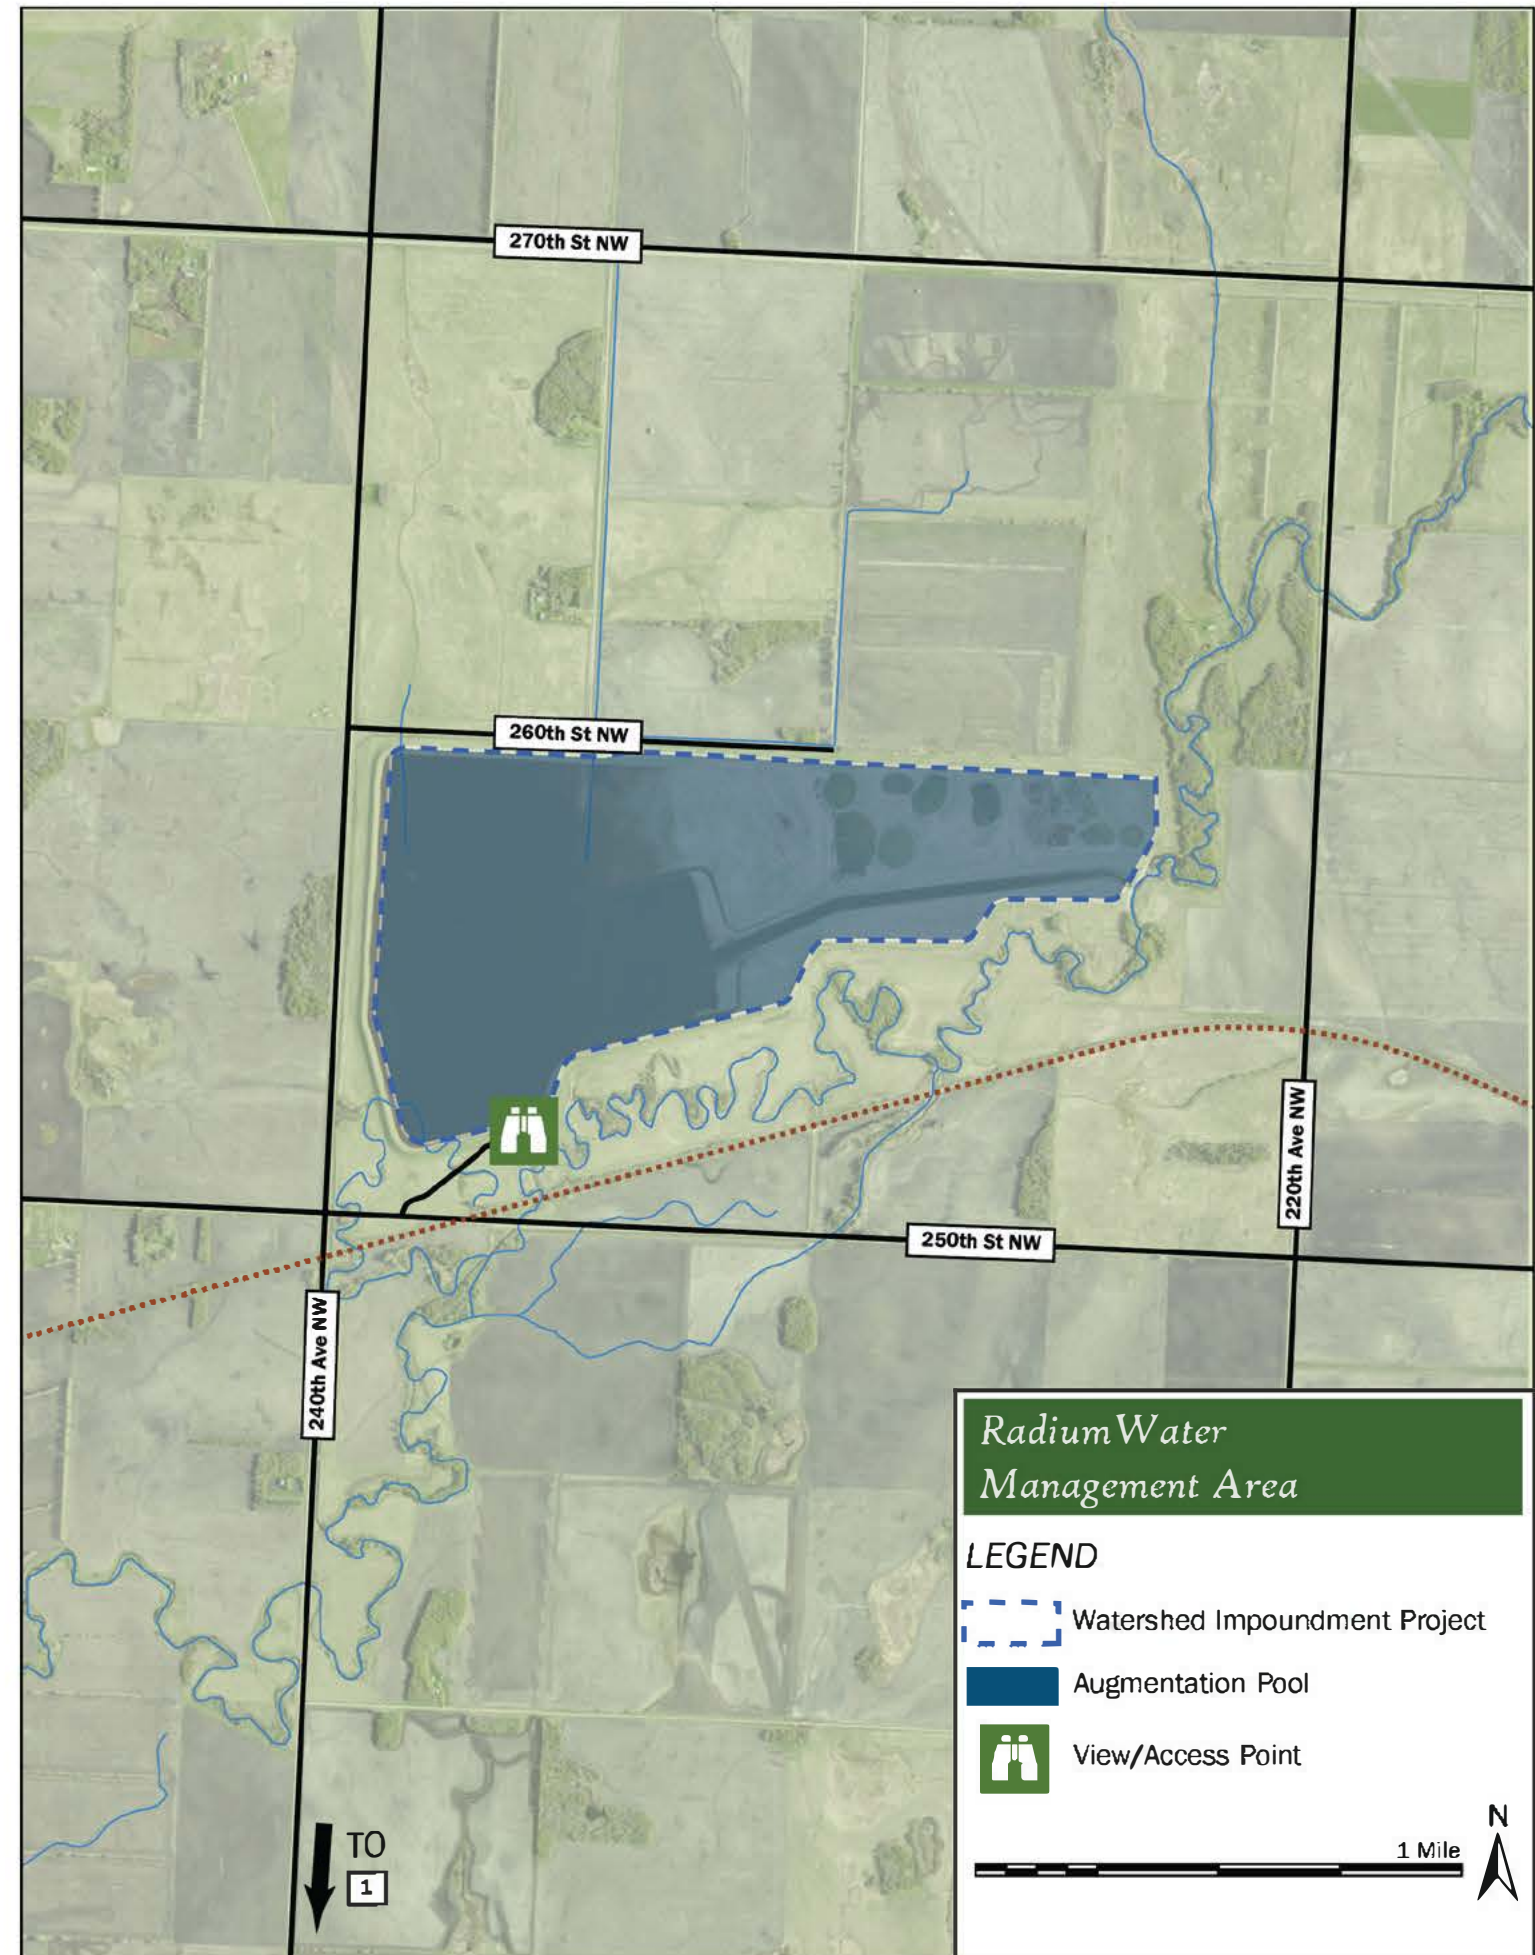 270th St NW
260th St NW
220th Ave NW
250th St NW
240th Ave NW
Radium Water
Management Area
LEGEND
Watershed Impoundment Project
Augmentation Pool
View/Access Point
N
1 Mile
TO
1